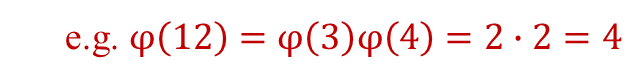 e.g. φ(12) = φ(3)φ(4) = 2 · 2 = 4